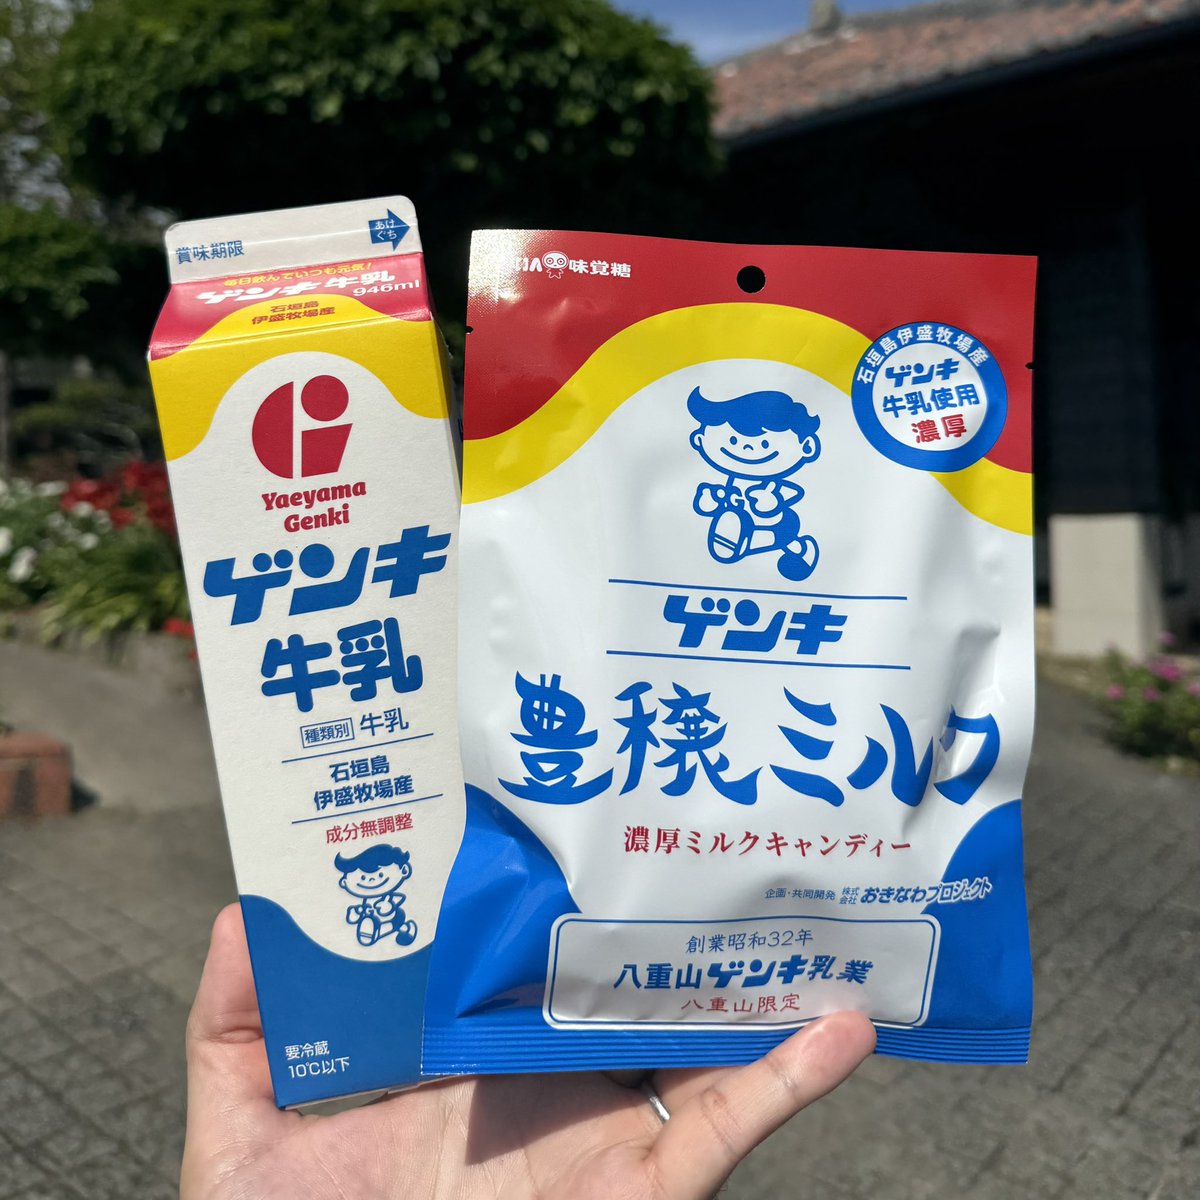 賞味期限
あけ
ぐち
毎日飲んでいつも元気!
ゲンキ牛乳
946ml
石垣島
伊盛牧場産
Yaeyama
Genki
ゲンキ
牛乳
種類別 牛乳
石垣島
伊盛牧場産
成分無調整
要冷蔵
10℃以下
味覚糖
石垣島伊盛牧場産
ゲンキ
牛乳使用
濃厚
G
ゲンキ
豊穣ミルク
濃厚ミルクキャンディー
企画・共同開発 株式会社 おきなわプロジェクト
創業昭和32年
八重山ゲンキ乳業
八重山限定